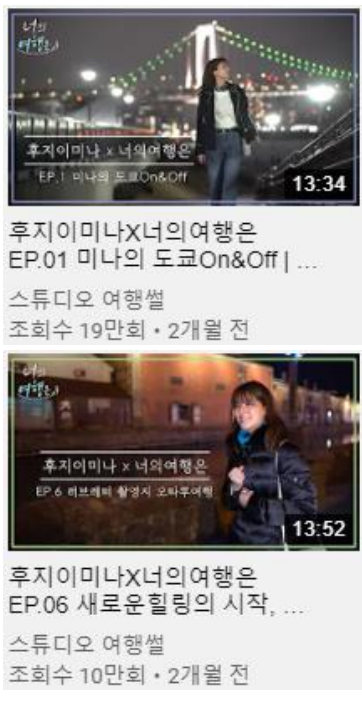 너의
여행은
후지이미나 x 너의여행은
EP.1 미나의 도쿄On&Off
13:34
후지이미나X너의여행은
EP.01 미나의 도쿄On&Off | ...
스튜디오 여행썰
조회수 19만회 • 2개월 전
너의
여행은
후지이미나 x 너의여행은
EP.6 러브레터 촬영지 오타루여행
13:52
후지이미나X너의여행은
EP.06 새로운힐링의 시작, ...
스튜디오 여행썰
조회수 10만회 • 2개월 전